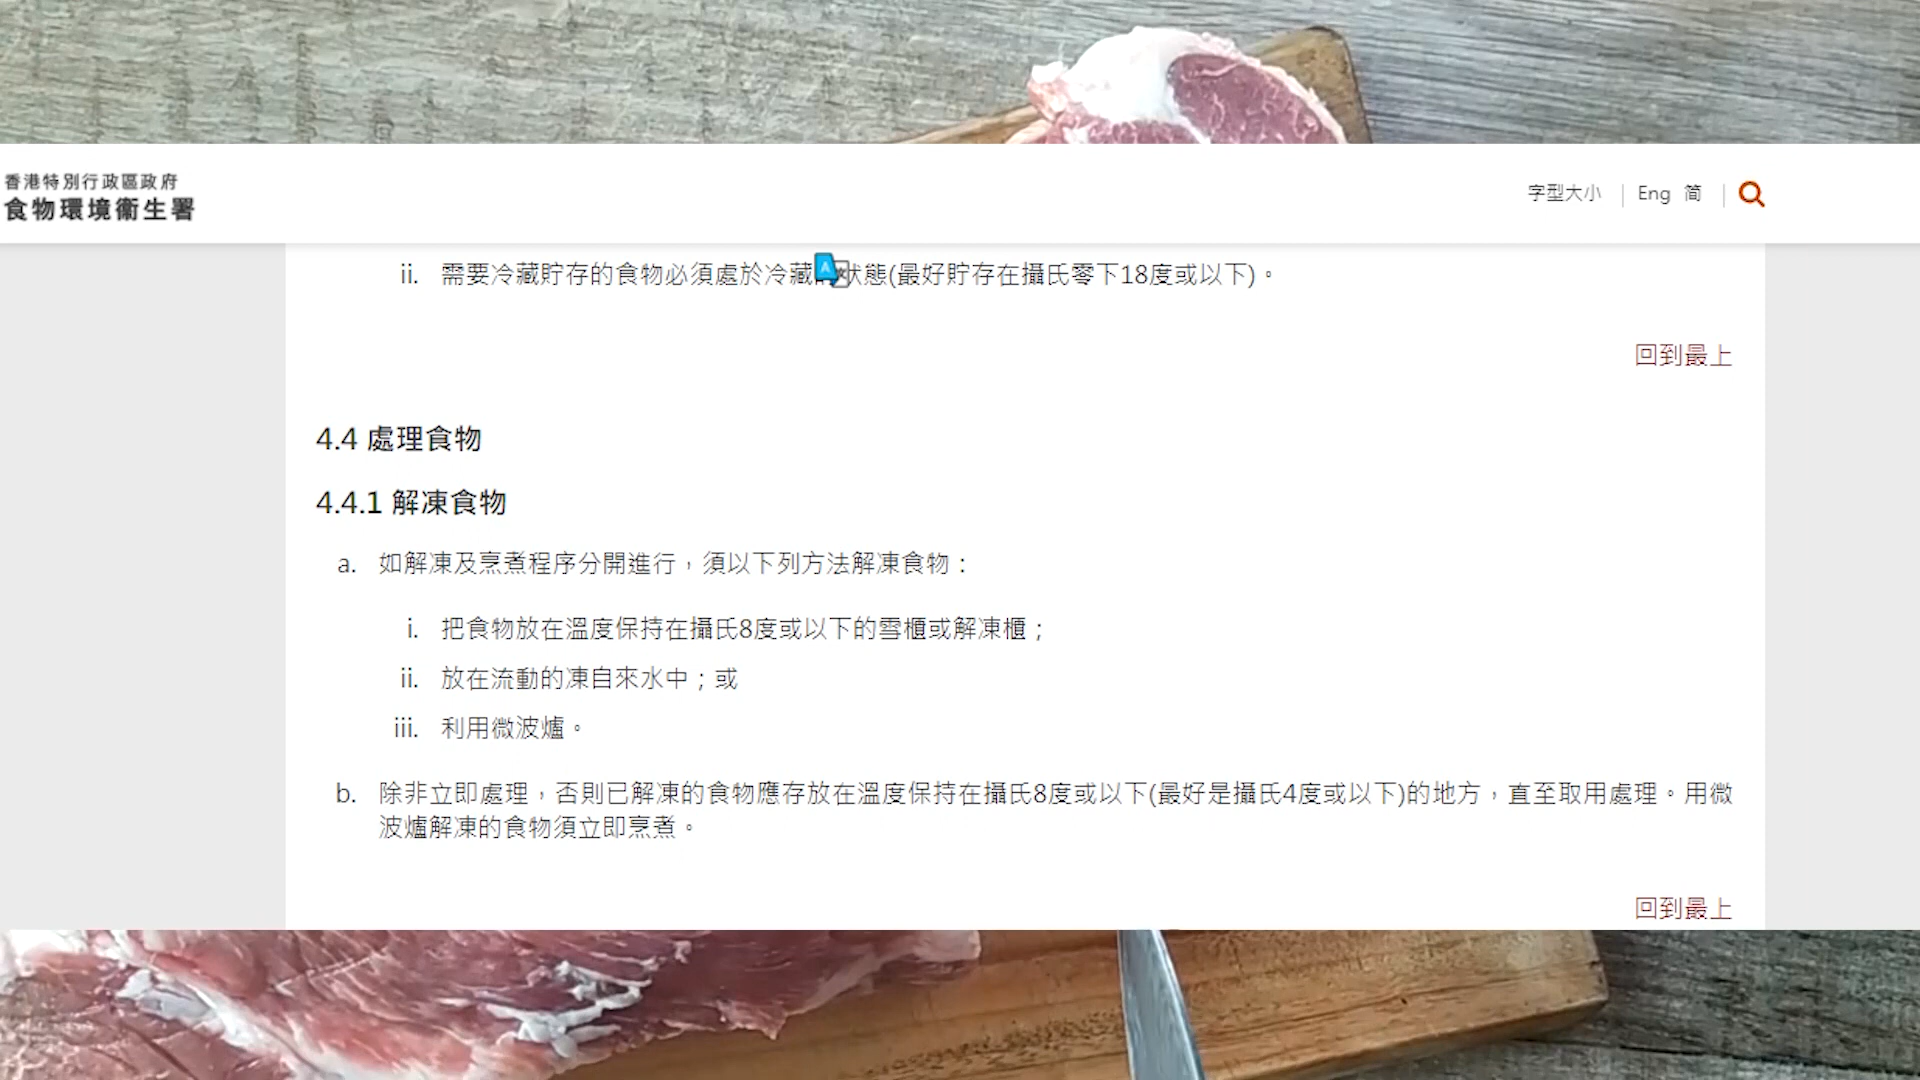 香港特別行政區政府
食物環境衞生署
字型大小 | Eng 简 |
ii. 需要冷藏貯存的食物必須處於冷藏的狀態(最好貯存在攝氏零下18度或以下)。
回到最上
4.4 處理食物
4.4.1 解凍食物
a. 如解凍及烹煮程序分開進行，須以下列方法解凍食物：
i. 把食物放在溫度保持在攝氏8度或以下的雪櫃或解凍櫃；
ii. 放在流動的凍自來水中；或
iii. 利用微波爐。
b. 除非立即處理，否則已解凍的食物應存放在溫度保持在攝氏8度或以下(最好是攝氏4度或以下)的地方，直至取用處理。用微
波爐解凍的食物須立即烹煮。
回到最上